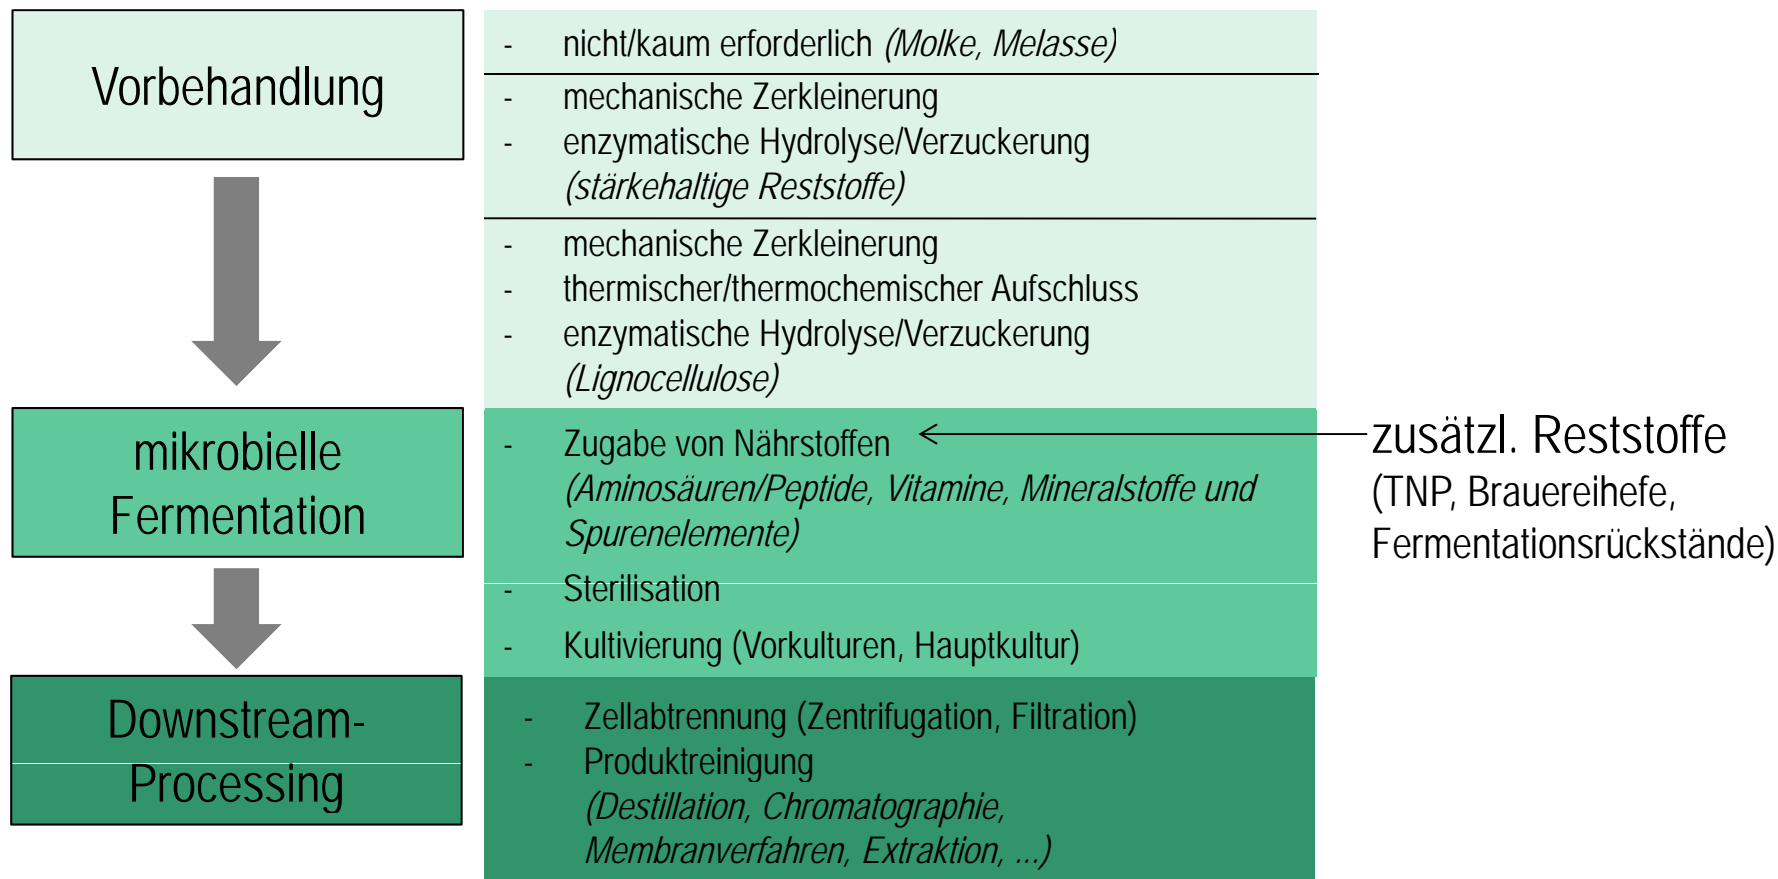 Vorbehandlung
- nicht/kaum erforderlich (Molke, Melasse)
- mechanische Zerkleinerung
- enzymatische Hydrolyse/Verzuckerung
(stärkehaltige Reststoffe)
- mechanische Zerkleinerung
- thermischer/thermochemischer Aufschluss
- enzymatische Hydrolyse/Verzuckerung
(Lignocellulose)
mikrobielle
Fermentation
- Zugabe von Nährstoffen
(Aminosäuren/Peptide, Vitamine, Mineralstoffe und
Spurenelemente)
- Sterilisation
- Kultivierung (Vorkulturen, Hauptkultur)
zusätzl. Reststoffe
(TNP, Brauereihefe,
Fermentationsrückstände)
Downstream-
Processing
- Zellabtrennung (Zentrifugation, Filtration)
- Produktreinigung
(Destillation, Chromatographie,
Membranverfahren, Extraktion, ...)